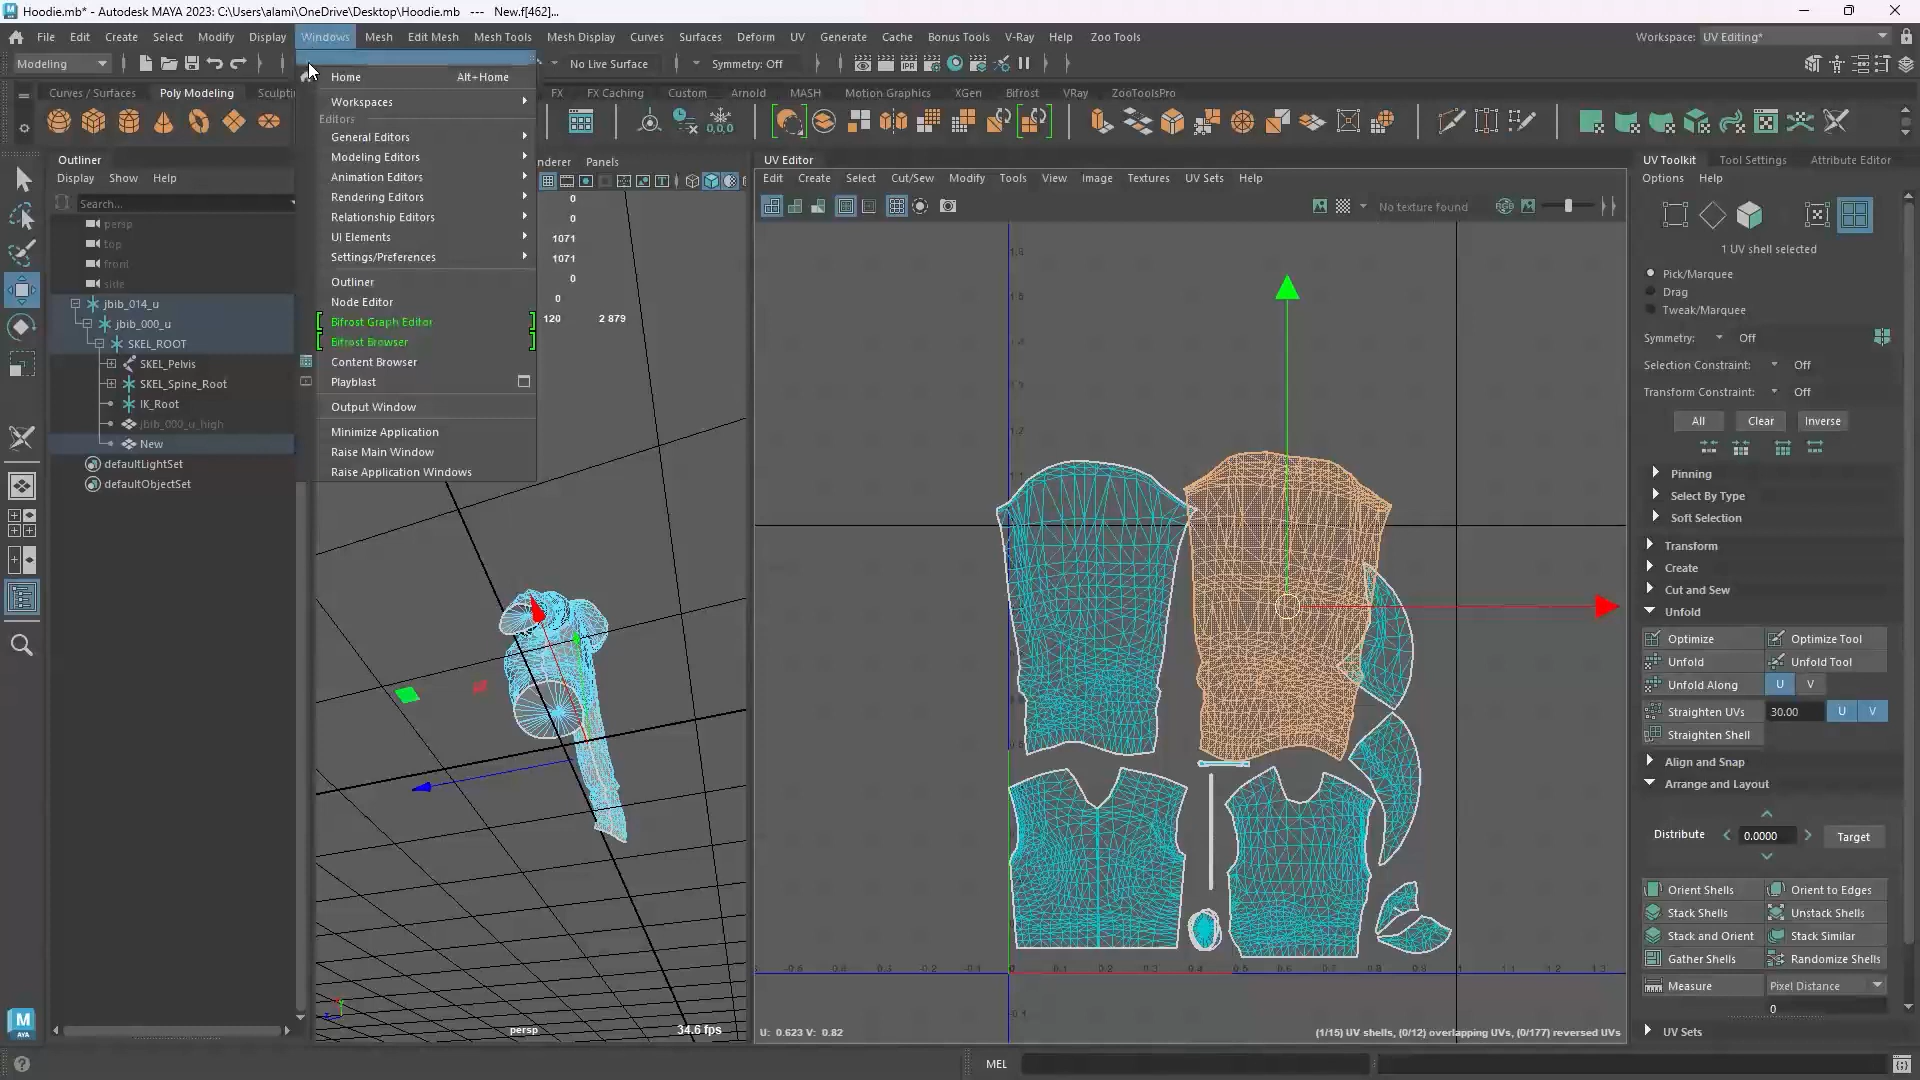 Hoodie.mb* - Autodesk MAYA 2023: C:\Users\alami\OneDrive\Desktop\Hoodie.mb --- New.f[462]...
File Edit Create Select Modify Display Windows Mesh Edit Mesh Mesh Tools Mesh Display Curves Surfaces Deform UV Generate Cache Bonus Tools V-Ray Help Zoo Tools
Workspace: UV Editing*
Modeling
No Live Surface
Symmetry: Off
Curves / Surfaces Poly Modeling Sculpti
FX FX Caching Custom Arnold MASH Motion Graphics XGen Bifrost VRay ZooToolsPro
IPR
0,0,0
Home Alt+Home
Workspaces
Editors
General Editors
Modeling Editors
Animation Editors
Rendering Editors
Relationship Editors
UI Elements
Settings/Preferences
Outliner
Node Editor
Bifrost Graph Editor
Bifrost Browser
Content Browser
Playblast
Output Window
Minimize Application
Raise Main Window
Raise Application Windows
Outliner
Display Show Help
Search...
persp
top
front
side
jbib_014_u
jbib_000_u
SKEL_ROOT
SKEL_Pelvis
SKEL_Spine_Root
IK_Root
jbib_000_u_high
New
defaultLightSet
defaultObjectSet
nderer Panels
0
0
1071
1071
0
0
120 2 879
persp
34.6 fps
UV Editor
Edit Create Select Cut/Sew Modify Tools View Image Textures UV Sets Help
No texture found
RGB
U: 0.623 V: 0.82
(1/15) UV shells, (0/12) overlapping UVs, (0/177) reversed UVs
UV Toolkit Tool Settings Attribute Editor
Options Help
1 UV shell selected
Pick/Marquee
Drag
Tweak/Marquee
Symmetry: Off
Selection Constraint: Off
Transform Constraint: Off
All Clear Inverse
Pinning
Select By Type
Soft Selection
Transform
Create
Cut and Sew
Unfold
Optimize Optimize Tool
Unfold Unfold Tool
Unfold Along U V
Straighten UVs 30.00 U V
Straighten Shell
Align and Snap
Arrange and Layout
Distribute 0.0000 Target
Orient Shells Orient to Edges
Stack Shells Unstack Shells
Stack and Orient Stack Similar
Gather Shells Randomize Shells
Measure Pixel Distance
0
UV Sets
M
AYA
MEL